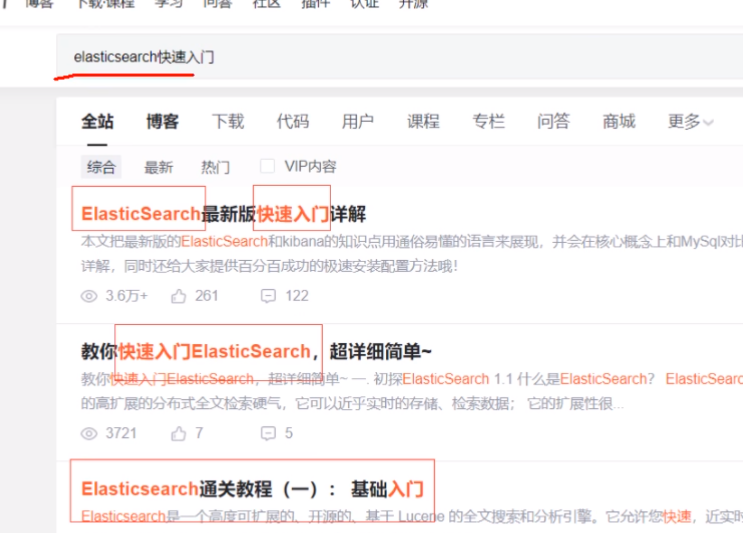 博客 下载·课程 学习 问答 社区 插件 认证 开源
elasticsearch快速入门
全站 博客 下载 代码 用户 课程 专栏 问答 商城 更多
综合 最新 热门 VIP内容
ElasticSearch最新版快速入门详解
本文把最新版的ElasticSearch和kibana的知识点用通俗易懂的语言来展现，并会在核心概念上和MySql对比
详解，同时还给大家提供百分百成功的极速安装配置方法哦!
3.6万+ 261 122
教你快速入门ElasticSearch，超详细简单~
教你快速入门ElasticSearch，超详细简单~ 一. 初探ElasticSearch 1.1 什么是ElasticSearch? ElasticSearc
的高扩展的分布式全文检索硬气，它可以近乎实时的存储、检索数据； 它的扩展性很...
3721 7 5
Elasticsearch通关教程（一）： 基础入门
Elasticsearch是一个高度可扩展的、开源的、基于 Lucene 的全文搜索和分析引擎。它允许您快速，近实时